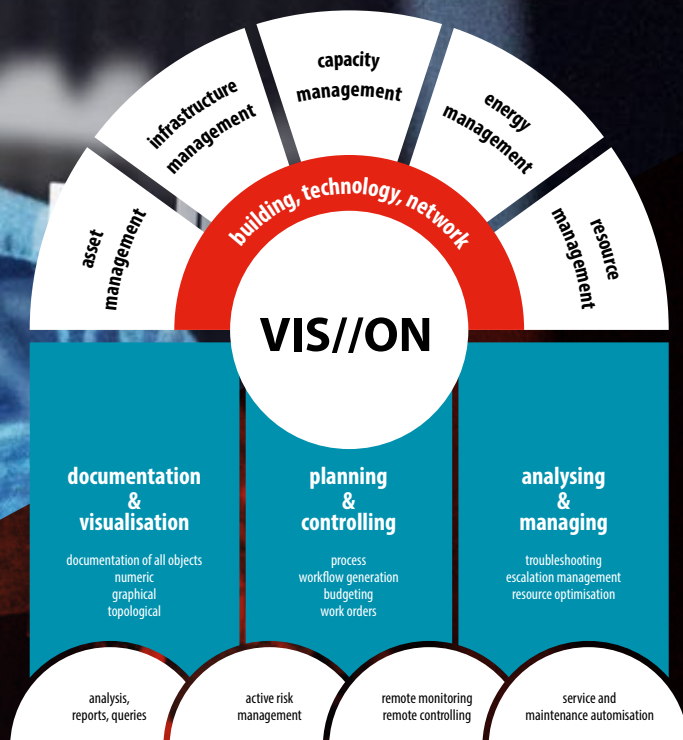 asset
management
infrastructure
management
capacity
management
energy
management
resource
management
building, technology, network
VIS//ON
documentation
&
visualisation
documentation of all objects
numeric
graphical
topological
planning
&
controlling
process
workflow generation
budgeting
work orders
analysing
&
managing
troubleshooting
escalation management
resource optimisation
analysis,
reports, queries
active risk
management
remote monitoring
remote controlling
service and
maintenance automisation